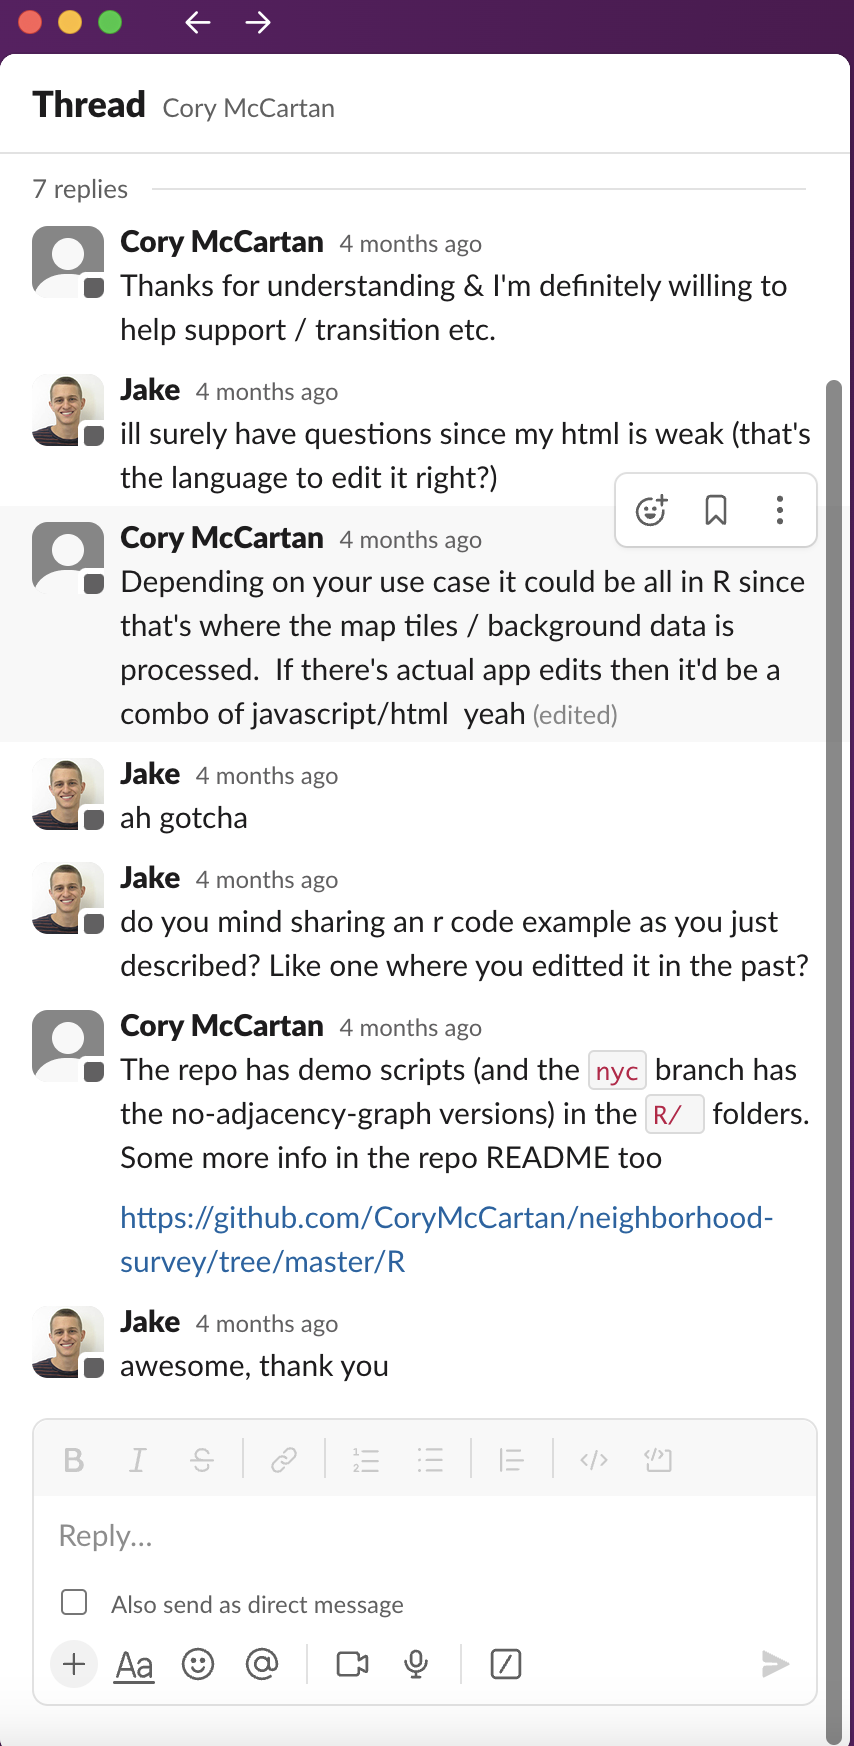 Thread Cory McCartan
7 replies
Cory McCartan 4 months ago
Thanks for understanding & I'm definitely willing to
help support / transition etc.
Jake 4 months ago
ill surely have questions since my html is weak (that's
the language to edit it right?)
Cory McCartan 4 months ago
Depending on your use case it could be all in R since
that's where the map tiles / background data is
processed.  If there's actual app edits then it'd be a
combo of javascript/html  yeah (edited)
Jake 4 months ago
ah gotcha
Jake 4 months ago
do you mind sharing an r code example as you just
described? Like one where you editted it in the past?
Cory McCartan 4 months ago
The repo has demo scripts (and the nyc branch has
the no-adjacency-graph versions) in the R/ folders.
Some more info in the repo README too
https://github.com/CoryMcCartan/neighborhood-
survey/tree/master/R
Jake 4 months ago
awesome, thank you
B I S
Reply...
Also send as direct message
Aa @